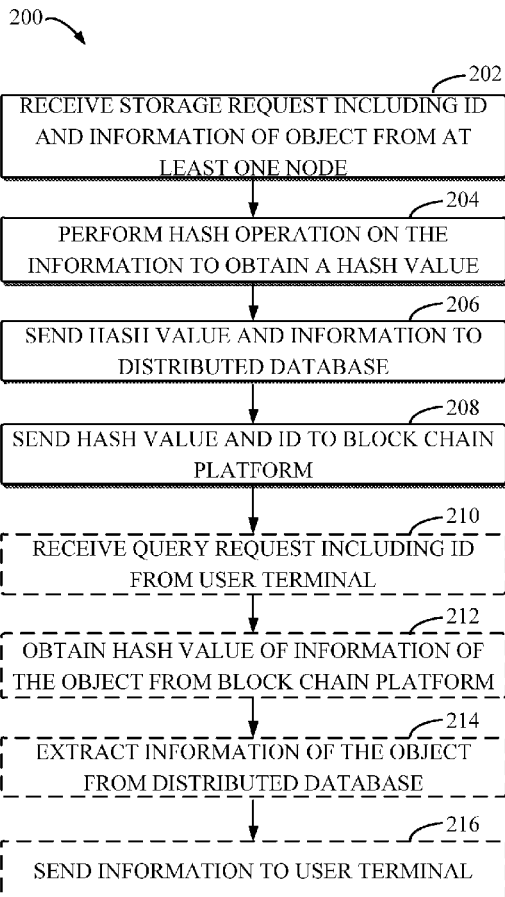 200
202
RECEIVE STORAGE REQUEST INCLUDING ID
AND INFORMATION OF OBJECT FROM AT
LEAST ONE NODE
204
PERFORM HASH OPERATION ON THE
INFORMATION TO OBTAIN A HASH VALUE
206
SEND HASH VALUE AND INFORMATION TO
DISTRIBUTED DATABASE
208
SEND HASH VALUE AND ID TO BLOCK CHAIN
PLATFORM
210
RECEIVE QUERY REQUEST INCLUDING ID
FROM USER TERMINAL
212
OBTAIN HASH VALUE OF INFORMATION OF
THE OBJECT FROM BLOCK CHAIN PLATFORM
214
EXTRACT INFORMATION OF THE OBJECT
FROM DISTRIBUTED DATABASE
216
SEND INFORMATION TO USER TERMINAL